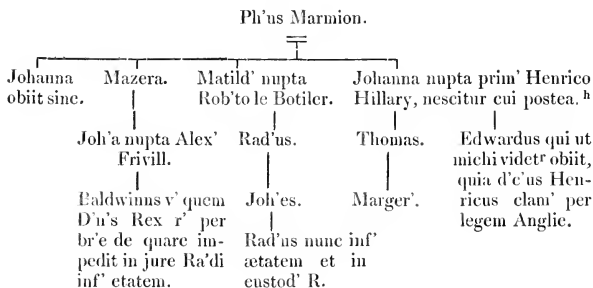 Ph'us Marmion.
Johanna obiit sine.
Mazera.
Matild' nupta Rob'to le Botiler.
Johanna nupta prim' Henrico Hillary, nescitur cui postea. h
Joh'a nupta Alex' Frivill.
Rad'us.
Thomas.
Edwardus qui ut michi videtr obiit, quia d'c'us Henricus clam' per legem Anglie.
Baldwinus v' quem D'n's Rex r' per br'e de quare impedit in jure Ra'di inf' etatem.
Joh'es.
Marger'.
Rad'us nunc inf' ætatem et in custod' R.